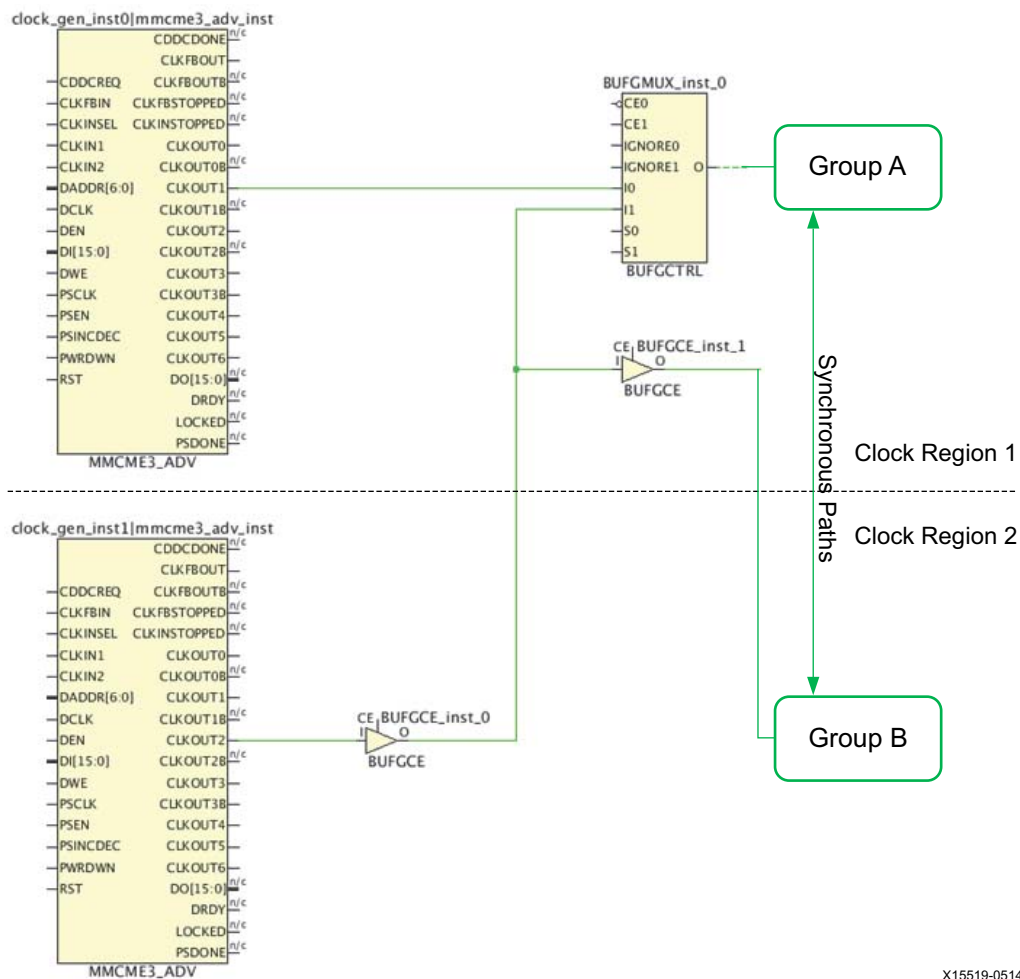 clock_gen_inst0|mmcme3_adv_inst
CDDCDONE n/c
CLKFBOUT
CDDCREQ CLKFBOUTB n/c
CLKFBIN CLKFBSTOPPED n/c
CLKINSEL CLKINSTOPPED n/c
CLKIN1 CLKOUT0
CLKIN2 CLKOUT0B n/c
DADDR[6:0] CLKOUT1
DCLK CLKOUT1B n/c
DEN CLKOUT2
DI[15:0] CLKOUT2B n/c
DWE CLKOUT3
PSCLK CLKOUT3B n/c
PSEN CLKOUT4
PSINCDEC CLKOUT5
PWRDWN CLKOUT6
RST DO[15:0] n/c
DRDY n/c
LOCKED n/c
PSDONE n/c
MMCME3_ADV
BUFGMUX_inst_0
CE0
CE1
IGNORE0
IGNORE1 O
I0
I1
S0
S1
BUFGCTRL
Group A
CE BUFGCE_inst_1
I O
BUFGCE
Synchronous Paths
Clock Region 1
Clock Region 2
clock_gen_inst1|mmcme3_adv_inst
CDDCDONE n/c
CLKFBOUT
CDDCREQ CLKFBOUTB n/c
CLKFBIN CLKFBSTOPPED n/c
CLKINSEL CLKINSTOPPED n/c
CLKIN1 CLKOUT0
CLKIN2 CLKOUT0B n/c
DADDR[6:0] CLKOUT1
DCLK CLKOUT1B n/c
DEN CLKOUT2
DI[15:0] CLKOUT2B n/c
DWE CLKOUT3
PSCLK CLKOUT3B n/c
PSEN CLKOUT4
PSINCDEC CLKOUT5
PWRDWN CLKOUT6
RST DO[15:0] n/c
DRDY n/c
LOCKED n/c
PSDONE n/c
MMCME3_ADV
CE BUFGCE_inst_0
I O
BUFGCE
Group B
X15519-0514